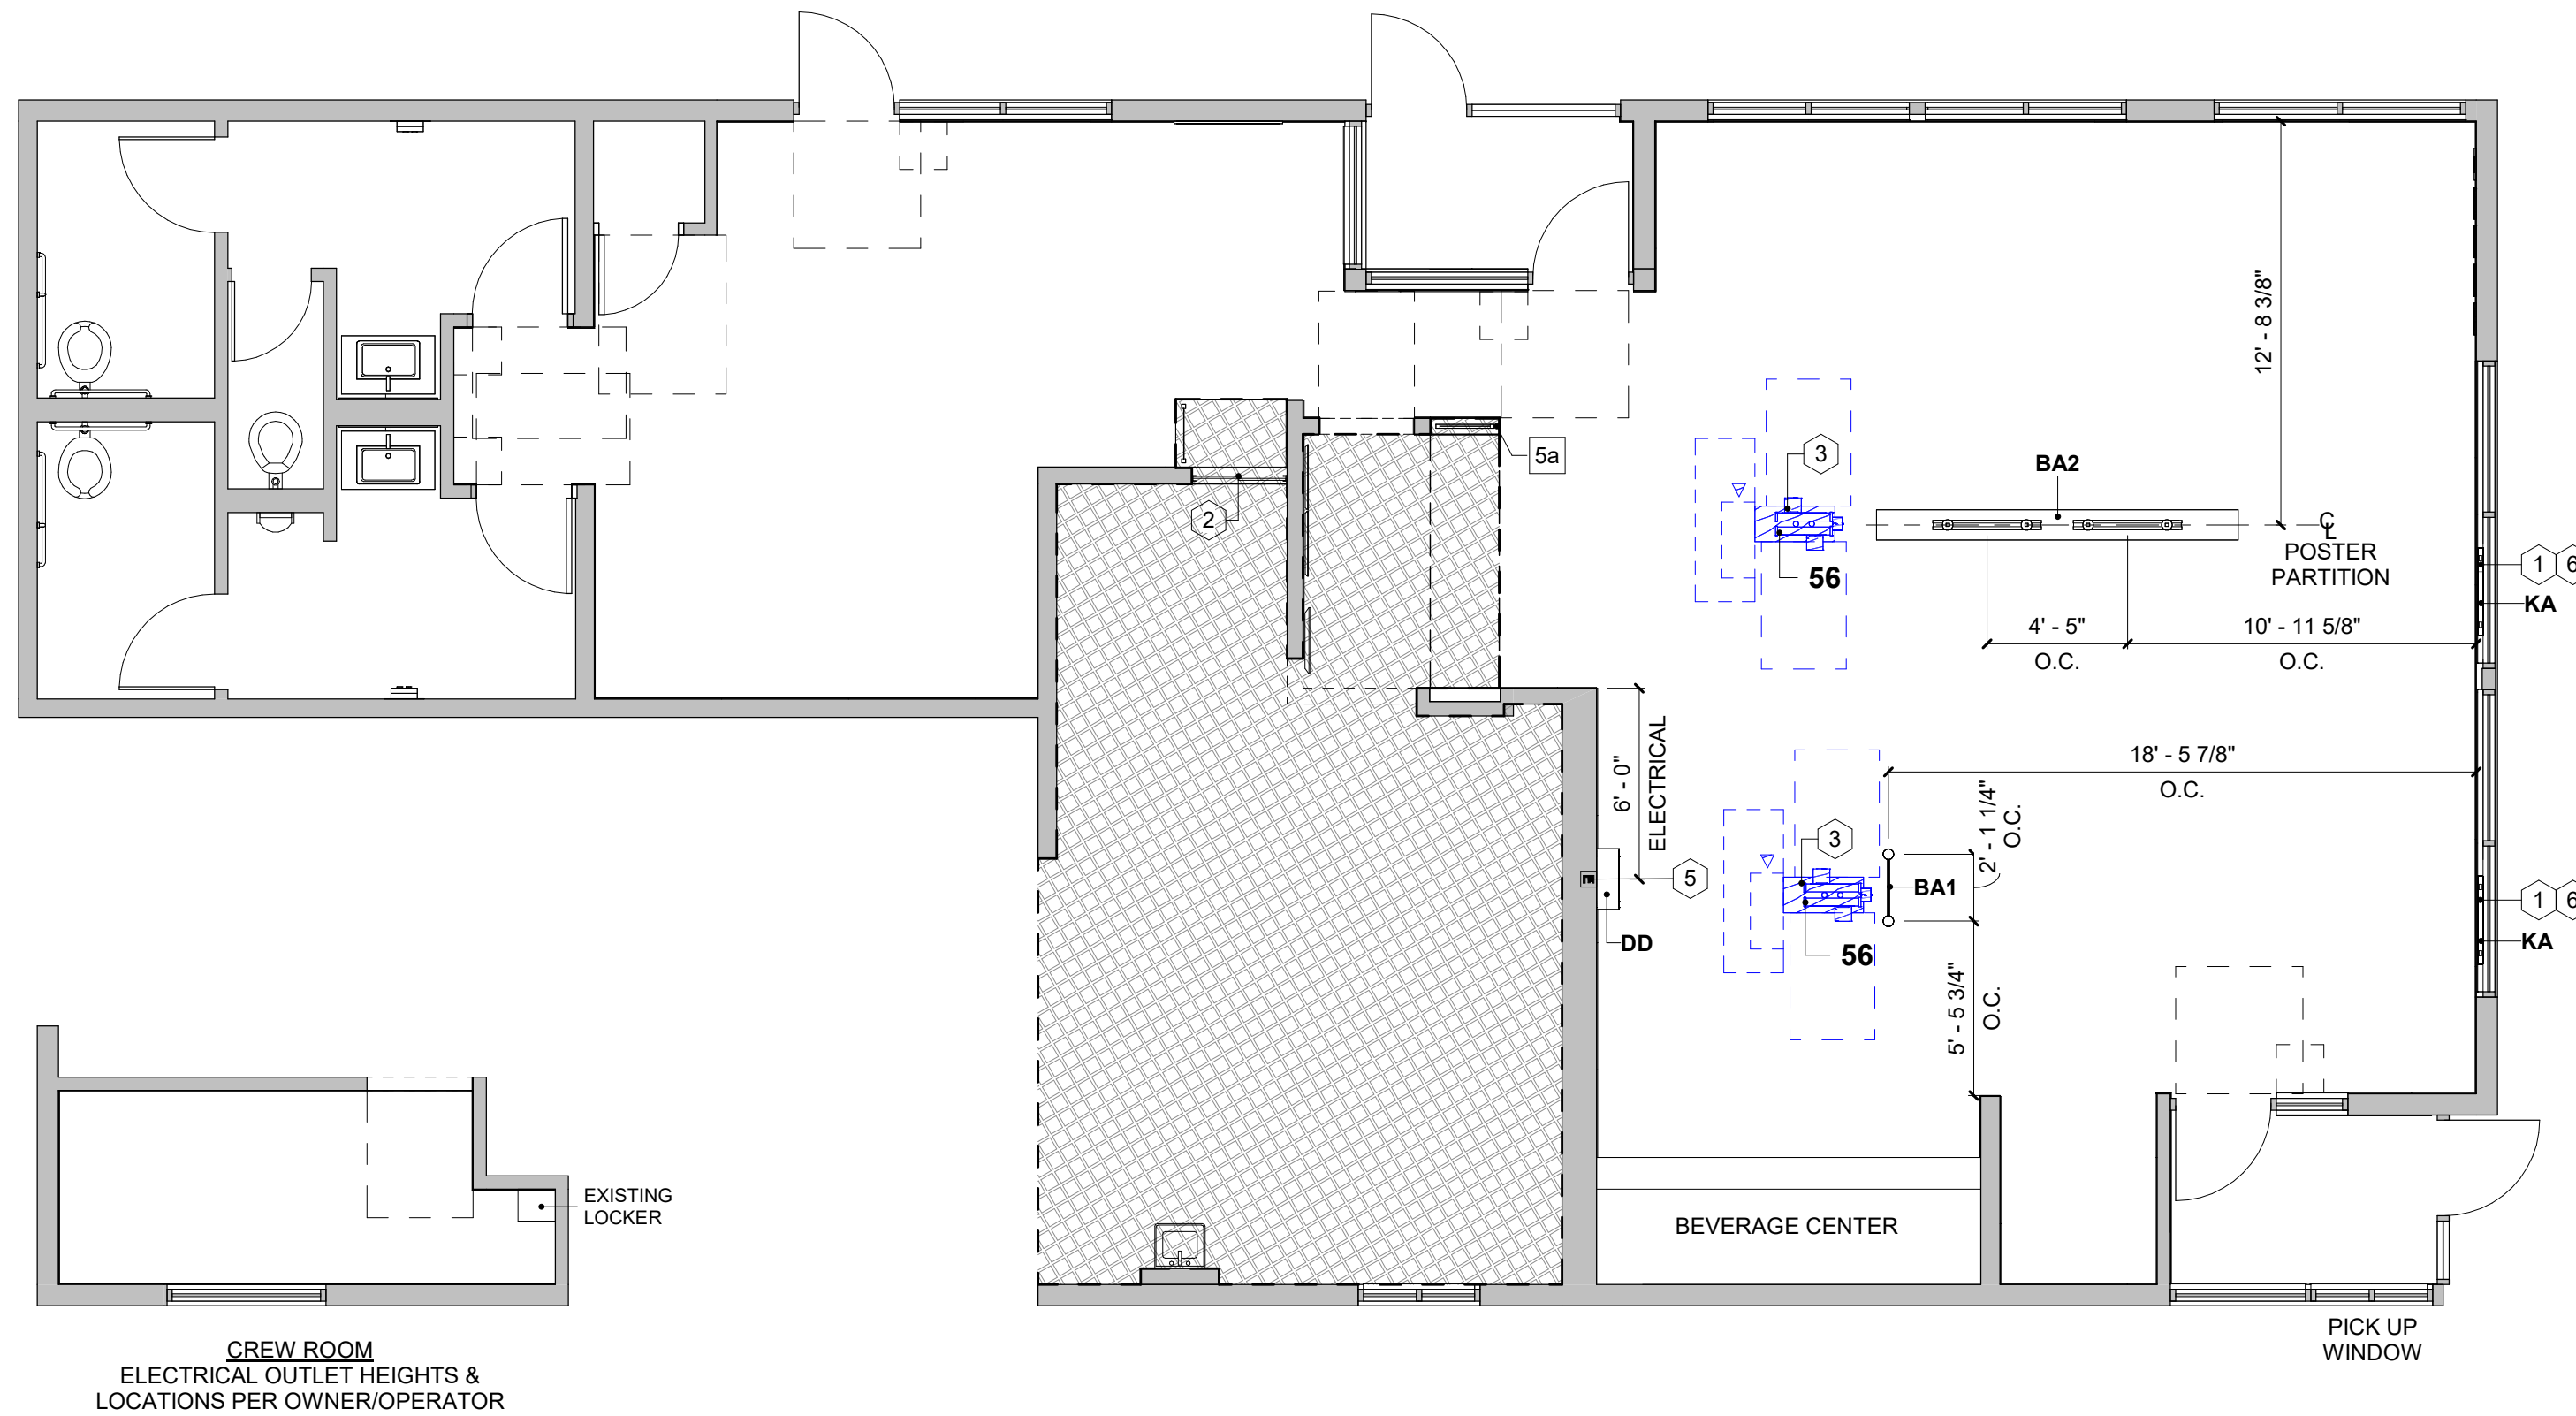 12' - 8 3/8"
3
5a
BA2
2
CL
POSTER
PARTITION
1
6
56
KA
4' - 5"
O.C.
10' - 11 5/8"
O.C.
6' - 0"
ELECTRICAL
18' - 5 7/8"
O.C.
2' - 1 1/4"
O.C.
3
5
BA1
1
6
DD
56
KA
5' - 5 3/4"
O.C.
EXISTING
LOCKER
BEVERAGE CENTER
PICK UP
WINDOW
CREW ROOM
ELECTRICAL OUTLET HEIGHTS &
LOCATIONS PER OWNER/OPERATOR